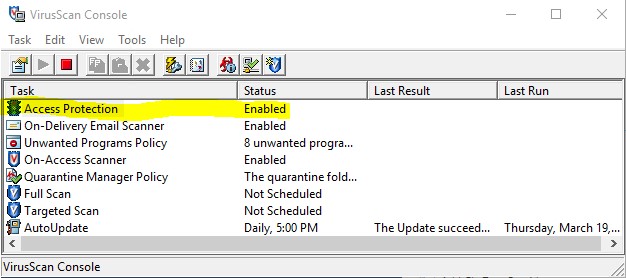 VirusScan Console
Task Edit View Tools Help
Task Status Last Result Last Run
Access Protection Enabled
On-Delivery Email Scanner Enabled
Unwanted Programs Policy 8 unwanted progra...
On-Access Scanner Enabled
Quarantine Manager Policy The quarantine fold...
Full Scan Not Scheduled
Targeted Scan Not Scheduled
AutoUpdate Daily, 5:00 PM The Update succeed... Thursday, March 19,...
VirusScan Console